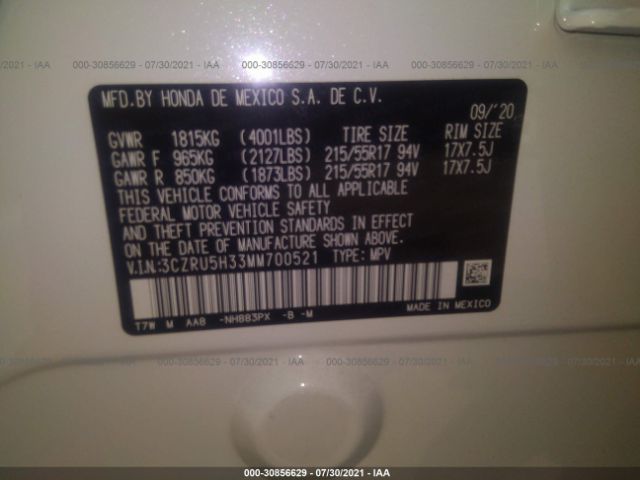 000-30856629 - 07/30/2021 - IAA
MFD.BY HONDA DE MEXICO S.A. DE C.V. 09/'20
GVWR 1815KG (4001LBS) TIRE SIZE RIM SIZE
GAWR F 965KG (2127LBS) 215/55R17 94V 17X7.5J
GAWR R 850KG (1873LBS) 215/55R17 94V 17X7.5J
THIS VEHICLE CONFORMS TO ALL APPLICABLE
FEDERAL MOTOR VEHICLE SAFETY
AND THEFT PREVENTION STANDARDS IN EFFECT
ON THE DATE OF MANUFACTURE SHOWN ABOVE.
V.I.N:3CZRU5H33MM700521 TYPE: MPV
T7W M AA8 -NH883PX -B -M
MADE IN MEXICO
000-30856629 - 07/30/2021 - IAA